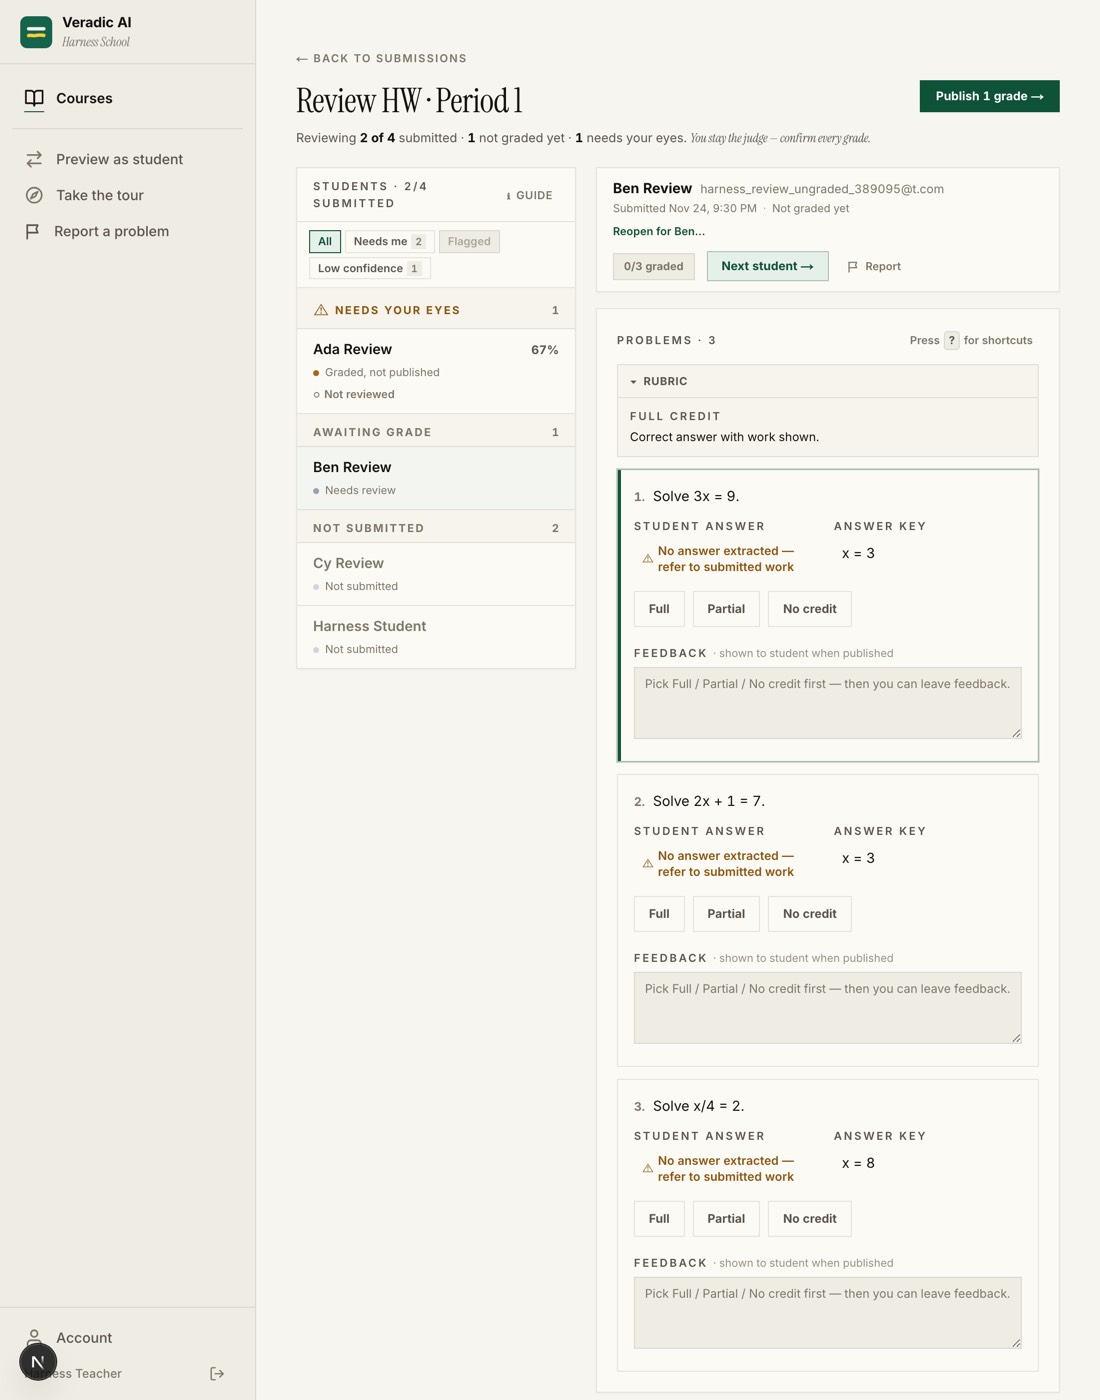 Veradic AI
Harness School
Courses
Preview as student
Take the tour
Report a problem
Account
ess Teacher
N
← BACK TO SUBMISSIONS
Review HW · Period 1
Publish 1 grade →
Reviewing 2 of 4 submitted · 1 not graded yet · 1 needs your eyes. You stay the judge — confirm every grade.
STUDENTS · 2/4
SUBMITTED
i GUIDE
All
Needs me 2
Flagged
Low confidence 1
⚠ NEEDS YOUR EYES 1
Ada Review 67%
Graded, not published
Not reviewed
AWAITING GRADE 1
Ben Review
Needs review
NOT SUBMITTED 2
Cy Review
Not submitted
Harness Student
Not submitted
Ben Review harness_review_ungraded_389095@t.com
Submitted Nov 24, 9:30 PM · Not graded yet
Reopen for Ben...
0/3 graded
Next student →
Report
PROBLEMS · 3
Press ? for shortcuts
RUBRIC
FULL CREDIT
Correct answer with work shown.
1. Solve 3x = 9.
STUDENT ANSWER ANSWER KEY
⚠ No answer extracted —
refer to submitted work
x = 3
Full Partial No credit
FEEDBACK · shown to student when published
Pick Full / Partial / No credit first — then you can leave feedback.
2. Solve 2x + 1 = 7.
STUDENT ANSWER ANSWER KEY
⚠ No answer extracted —
refer to submitted work
x = 3
Full Partial No credit
FEEDBACK · shown to student when published
Pick Full / Partial / No credit first — then you can leave feedback.
3. Solve x/4 = 2.
STUDENT ANSWER ANSWER KEY
⚠ No answer extracted —
refer to submitted work
x = 8
Full Partial No credit
FEEDBACK · shown to student when published
Pick Full / Partial / No credit first — then you can leave feedback.